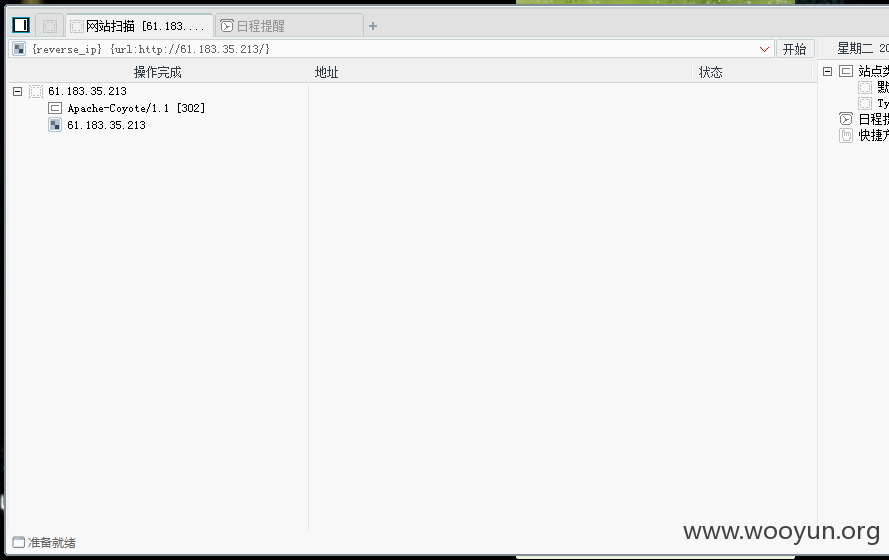 网站扫描 [61.183....
日程提醒
+
{reverse_ip} {url:http://61.183.35.213/}
开始
星期二 20
操作完成
地址
状态
61.183.35.213
Apache-Coyote/1.1 [302]
61.183.35.213
站点类
默
Ty
日程提
快捷方
准备就绪
www.wooyun.org